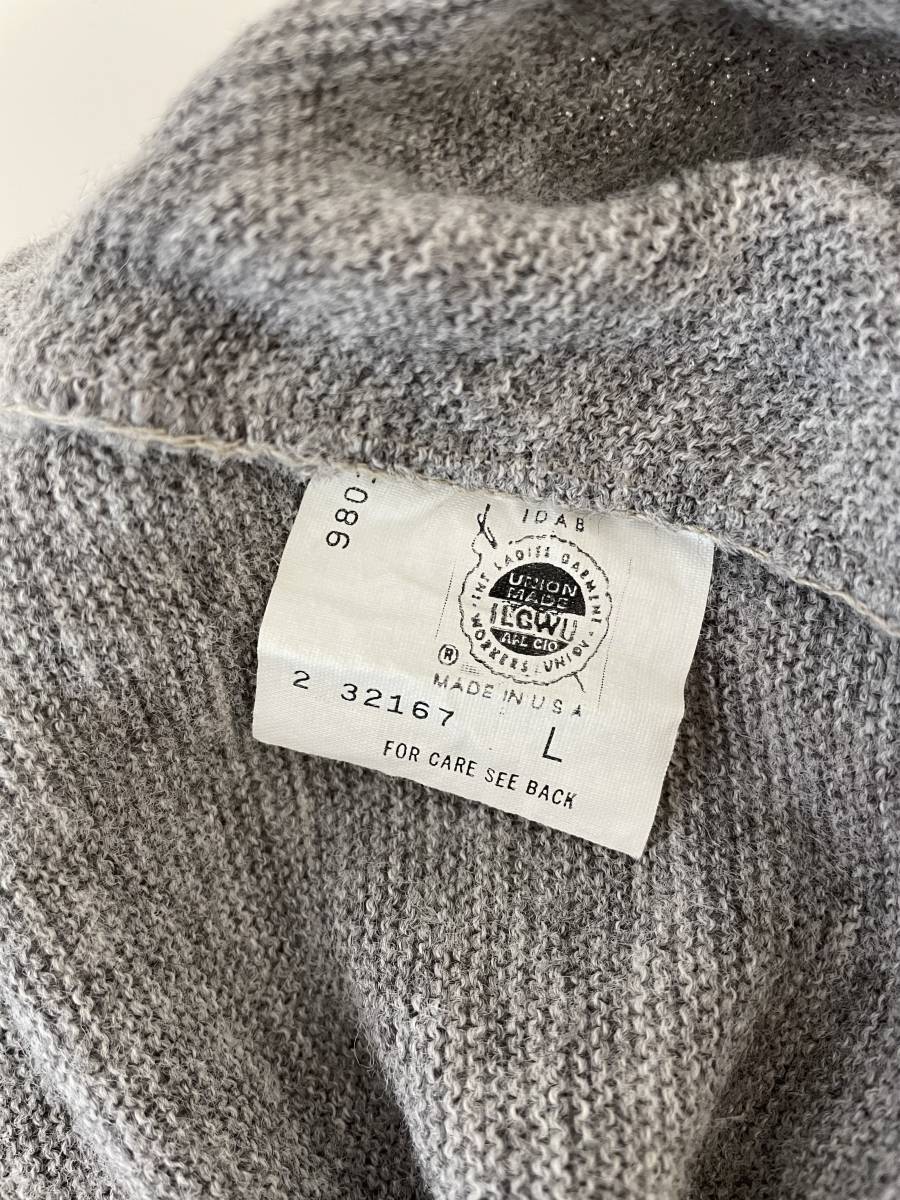 980
IDAB
INT LADIES GARMENT WORKERS UNION
UNION
MADE
ILGWU
AFL CIO
®
MADE IN USA
2 32167
L
FOR CARE SEE BACK